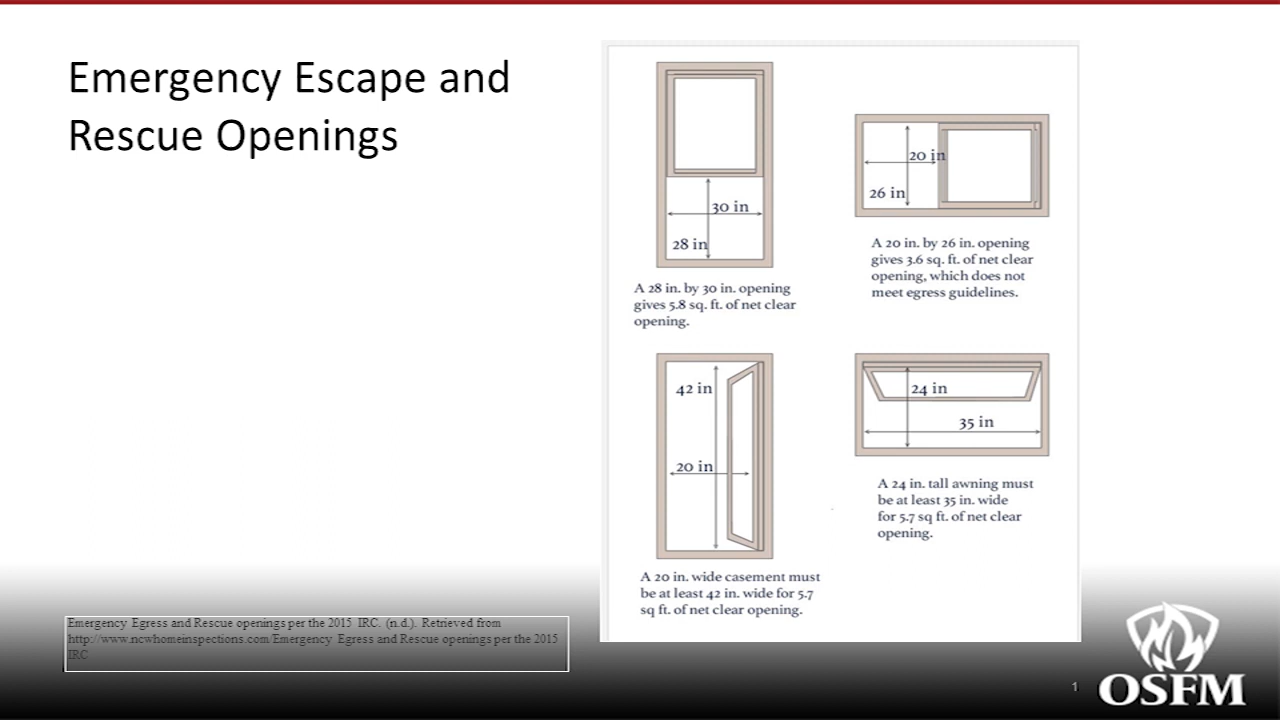 Emergency Escape and
Rescue Openings
30 in
28 in
A 28 in. by 30 in. opening
gives 5.8 sq. ft. of net clear
opening.
20 in
26 in
A 20 in. by 26 in. opening
gives 3.6 sq. ft. of net clear
opening, which does not
meet egress guidelines.
42 in
20 in
A 20 in. wide casement must
be at least 42 in. wide for 5.7
sq ft. of net clear opening.
24 in
35 in
A 24 in. tall awning must
be at least 35 in. wide
for 5.7 sq ft. of net clear
opening.
Emergency Egress and Rescue openings per the 2015 IRC. (n.d.). Retrieved from
http://www.ncwhomeinspections.com/Emergency Egress and Rescue openings per the 2015
IRC
1
OSFM